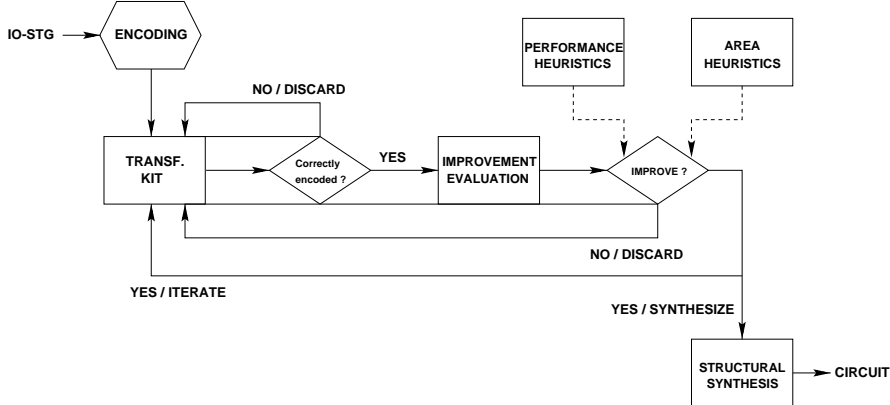 IO-STG
ENCODING
PERFORMANCE
HEURISTICS
AREA
HEURISTICS
NO / DISCARD
TRANSF.
KIT
Correctly
encoded ?
YES
IMPROVEMENT
EVALUATION
IMPROVE ?
NO / DISCARD
YES / ITERATE
YES / SYNTHESIZE
STRUCTURAL
SYNTHESIS
CIRCUIT